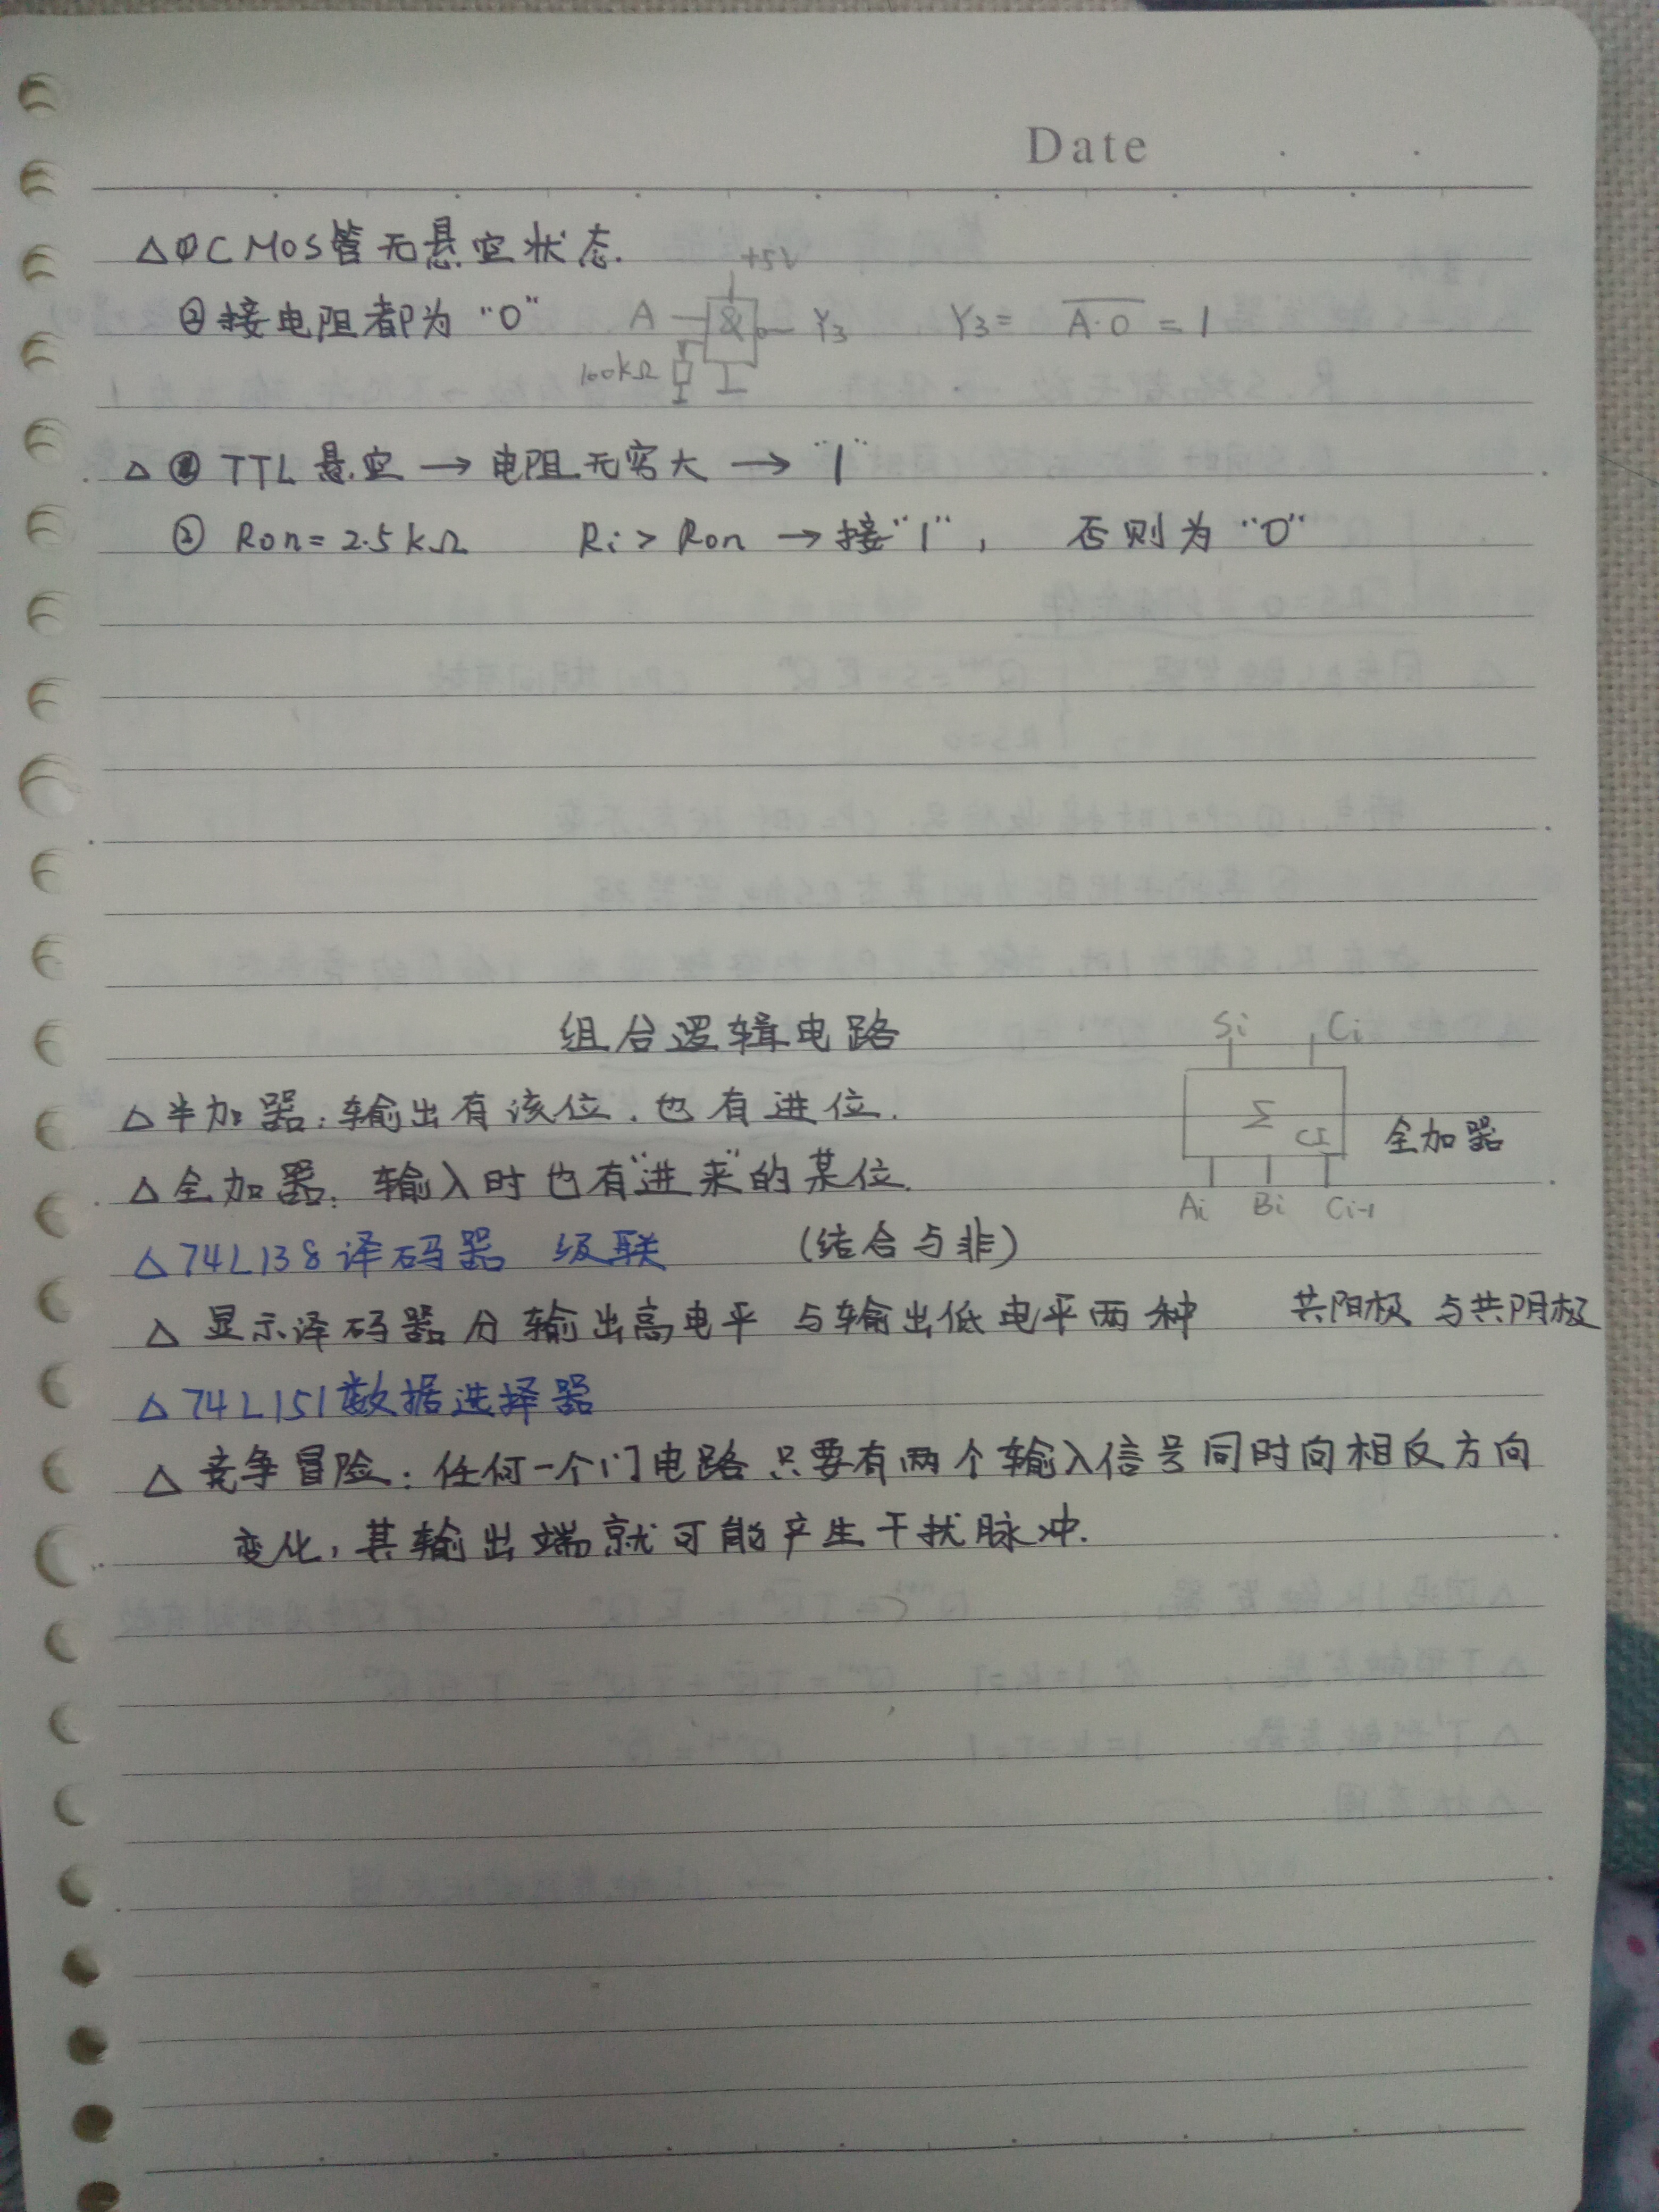 Date
△①CMOS管无悬空状态.
+5V
②接电阻都为“0” A & Y3 Y3= A·0 = 1
100kΩ
△ ① TTL悬空 → 电阻无穷大 → “1”
② Ron=2.5kΩ Ri > Ron → 接“1”, 否则为“0”
组合逻辑电路
Si Ci
△半加器:输出有该位.也有进位.
Σ CI 全加器
△全加器:输入时也有“进来”的某位.
Ai Bi Ci-1
△74L138译码器 级联 (结合与非)
△ 显示译码器分输出高电平与输出低电平两种 共阳极与共阴极
△74L151数据选择器
△ 竞争冒险:任何一个门电路只要有两个输入信号同时向相反方向
变化,其输出端就可能产生干扰脉冲.